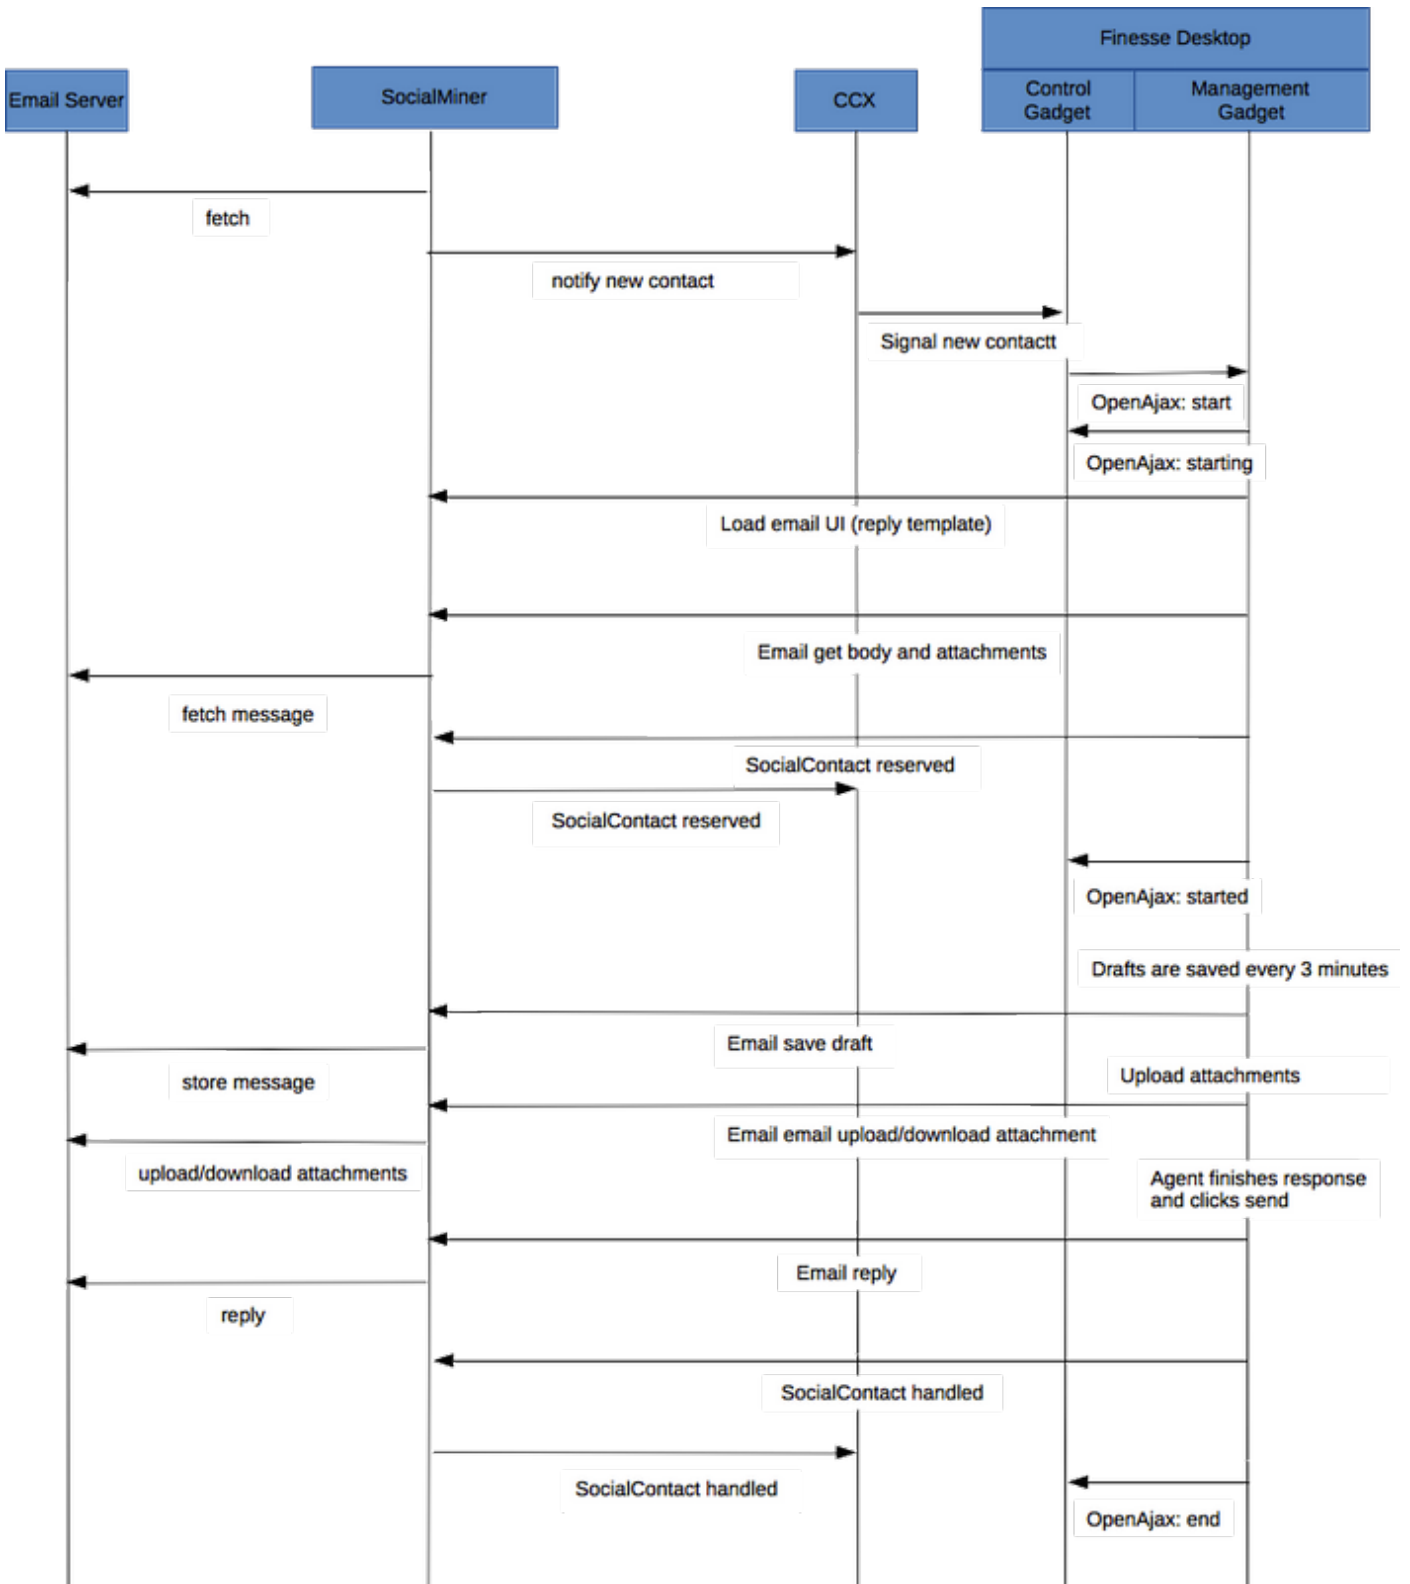 Finesse Desktop
Email Server
SocialMiner
CCX
Control
Gadget
Management
Gadget
fetch
notify new contact
Signal new contactt
OpenAjax: start
OpenAjax: starting
Load email UI (reply template)
Email get body and attachments
fetch message
SocialContact reserved
SocialContact reserved
OpenAjax: started
Drafts are saved every 3 minutes
Email save draft
store message
Upload attachments
Email email upload/download attachment
upload/download attachments
Agent finishes response
and clicks send
Email reply
reply
SocialContact handled
SocialContact handled
OpenAjax: end